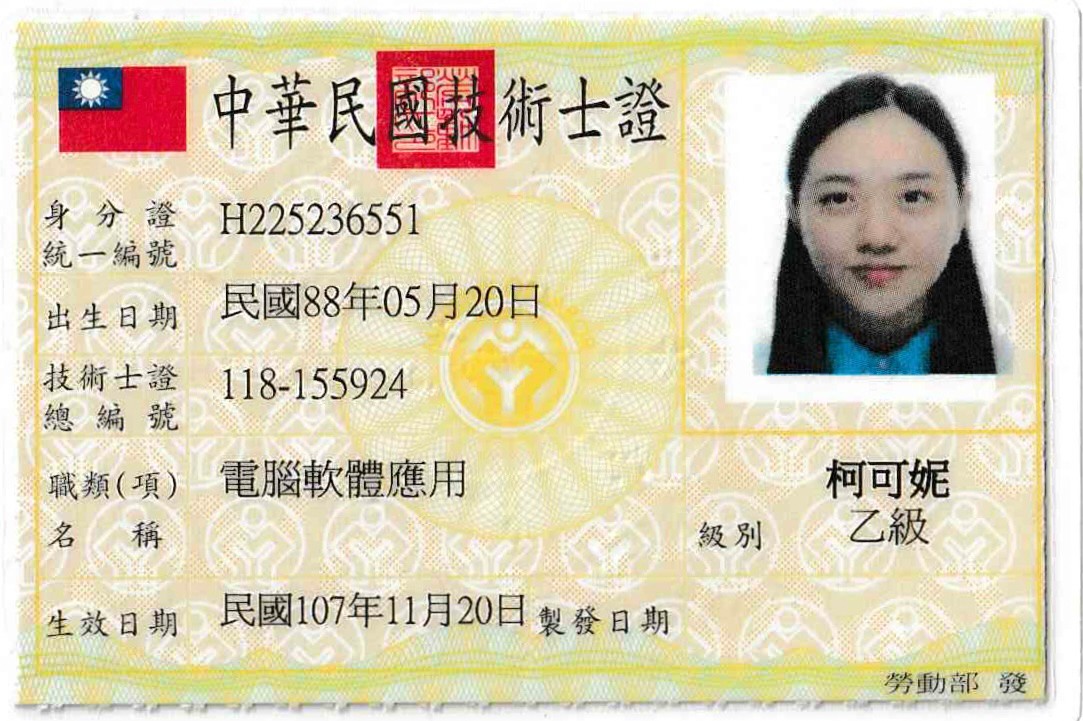 中華民國技術士證
身分證
統一編號
H225236551
出生日期
民國88年05月20日
技術士證
總編號
118-155924
職類(項)
名稱
電腦軟體應用
柯可妮
級別
乙級
生效日期
民國107年11月20日
製發日期
勞動部 發